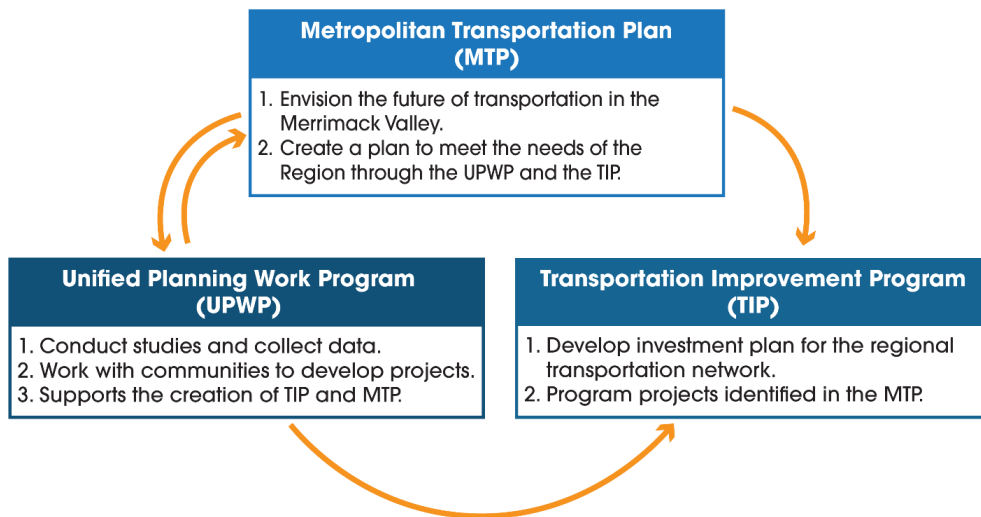 Metropolitan Transportation Plan
(MTP)
1. Envision the future of transportation in the
Merrimack Valley.
2. Create a plan to meet the needs of the
Region through the UPWP and the TIP.
Unified Planning Work Program
(UPWP)
1. Conduct studies and collect data.
2. Work with communities to develop projects.
3. Supports the creation of TIP and MTP.
Transportation Improvement Program
(TIP)
1. Develop investment plan for the regional
transportation network.
2. Program projects identified in the MTP.